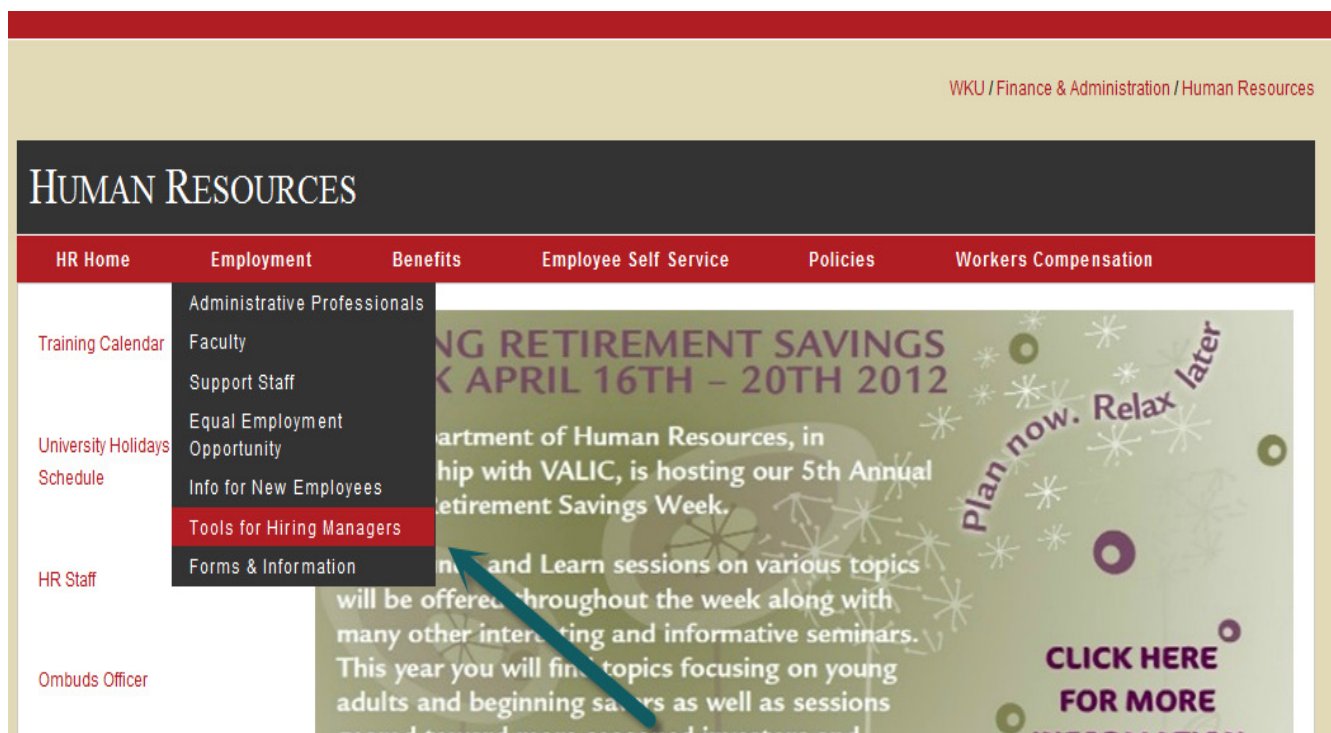 WKU / Finance & Administration / Human Resources
HUMAN RESOURCES
HR Home Employment Benefits Employee Self Service Policies Workers Compensation
Administrative Professionals
Faculty
Support Staff
Equal Employment
Opportunity
Info for New Employees
Tools for Hiring Managers
Forms & Information
Training Calendar
University Holidays
Schedule
HR Staff
Ombuds Officer
RETIREMENT SAVINGS
APRIL 16TH – 20TH 2012
of Human Resources, in
with VALIC, is hosting our 5th Annual
Retirement Savings Week.
and Learn sessions on various topics
will be offered throughout the week along with
many other interesting and informative seminars.
This year you will find topics focusing on young
adults and beginning savers as well as sessions
Plan now. Relax later
CLICK HERE
FOR MORE